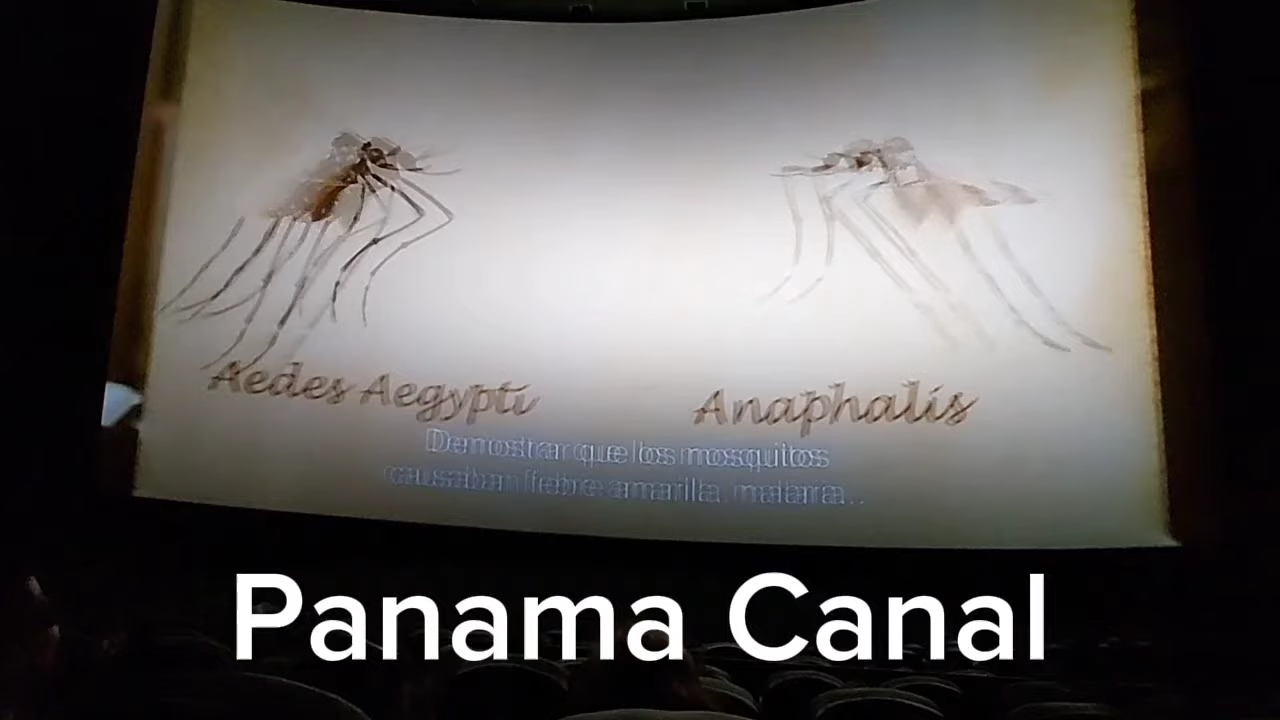 Aedes Aegypti
Anaphalis
Demostrar que los mosquitos
causaban fiebre amarilla, malaria...
Panama Canal